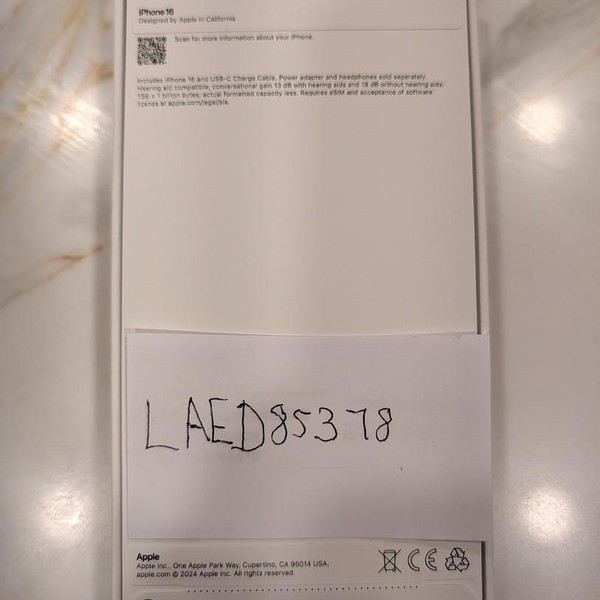 iPhone 16
Designed by Apple in California
Scan for more information about your iPhone.
Includes iPhone 16 and USB-C Charge Cable. Power adapter and headphones sold separately.
Hearing aid compatible; conversational gain 13 dB with hearing aids and 18 dB without hearing aids.
1GB = 1 billion bytes; actual formatted capacity less. Requires eSIM and acceptance of software
license at apple.com/legal/sla.
LAED85378
Apple
Apple Inc., One Apple Park Way, Cupertino, CA 95014 USA,
apple.com © 2024 Apple Inc. All rights reserved.
CE